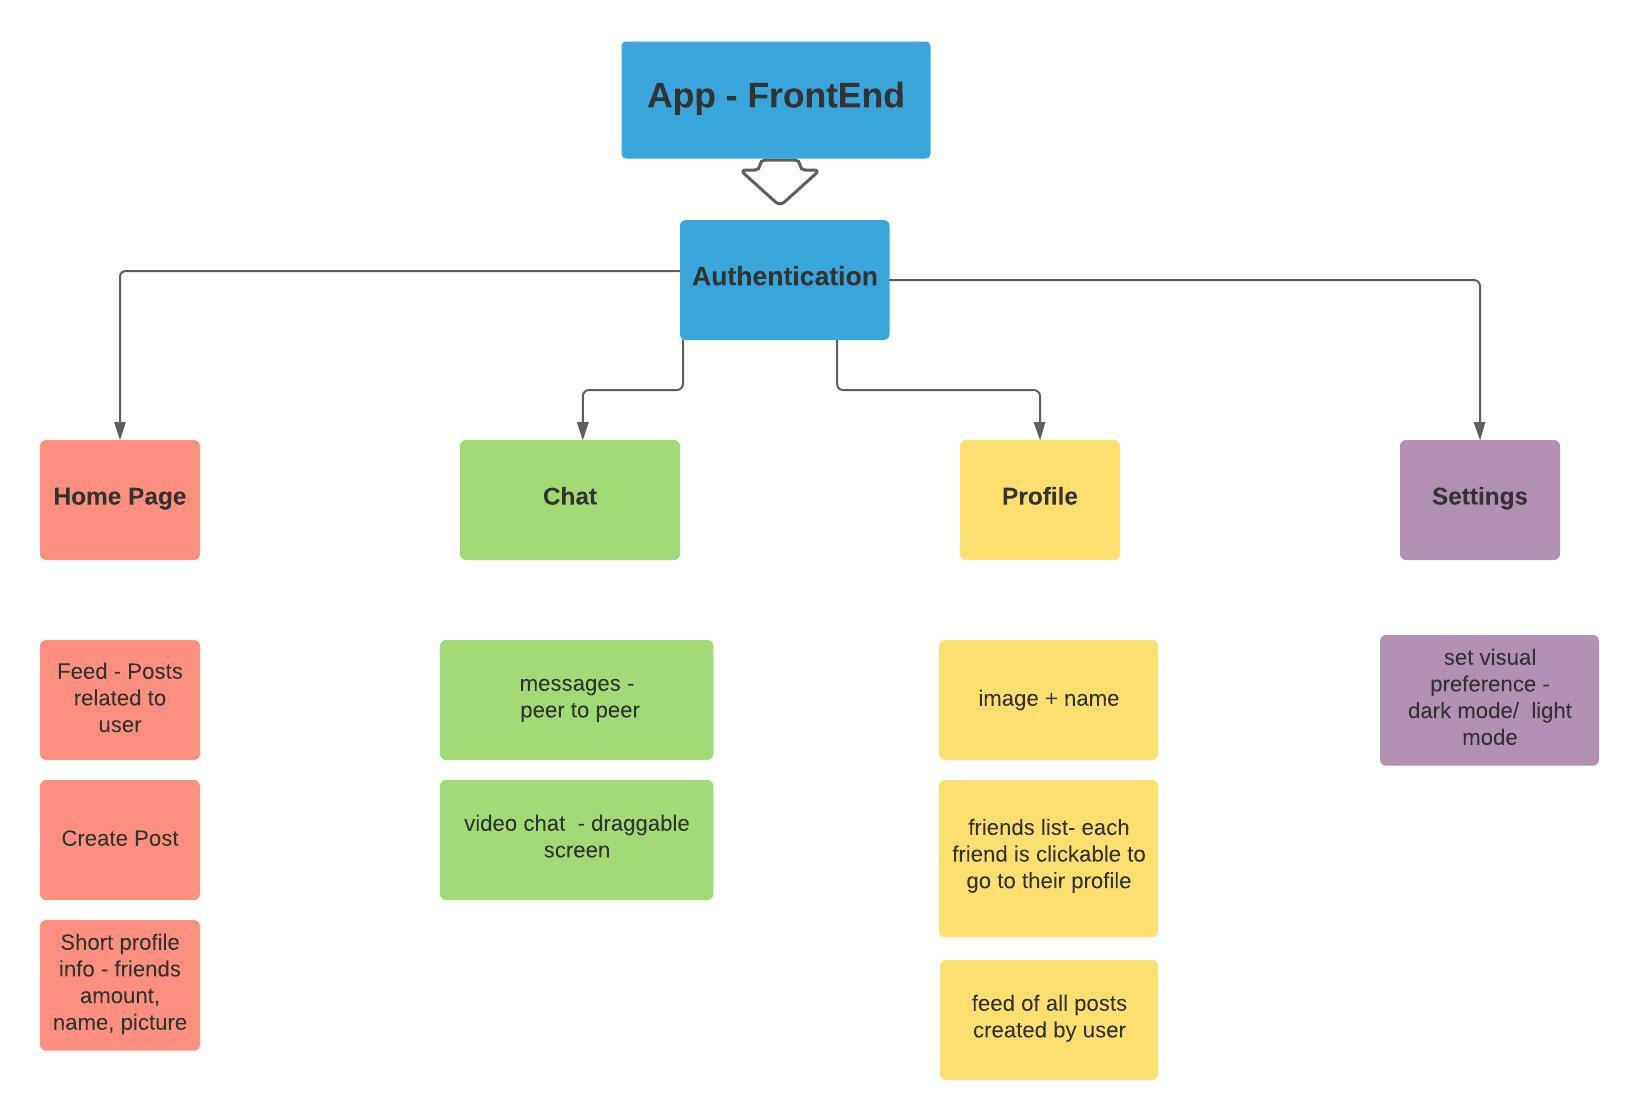 App - FrontEnd
Authentication
Home Page
Chat
Profile
Settings
Feed - Posts
related to
user
Create Post
Short profile
info - friends
amount,
name, picture
messages -
peer to peer
video chat  - draggable
screen
image + name
friends list- each
friend is clickable to
go to their profile
feed of all posts
created by user
set visual
preference -
dark mode/  light
mode